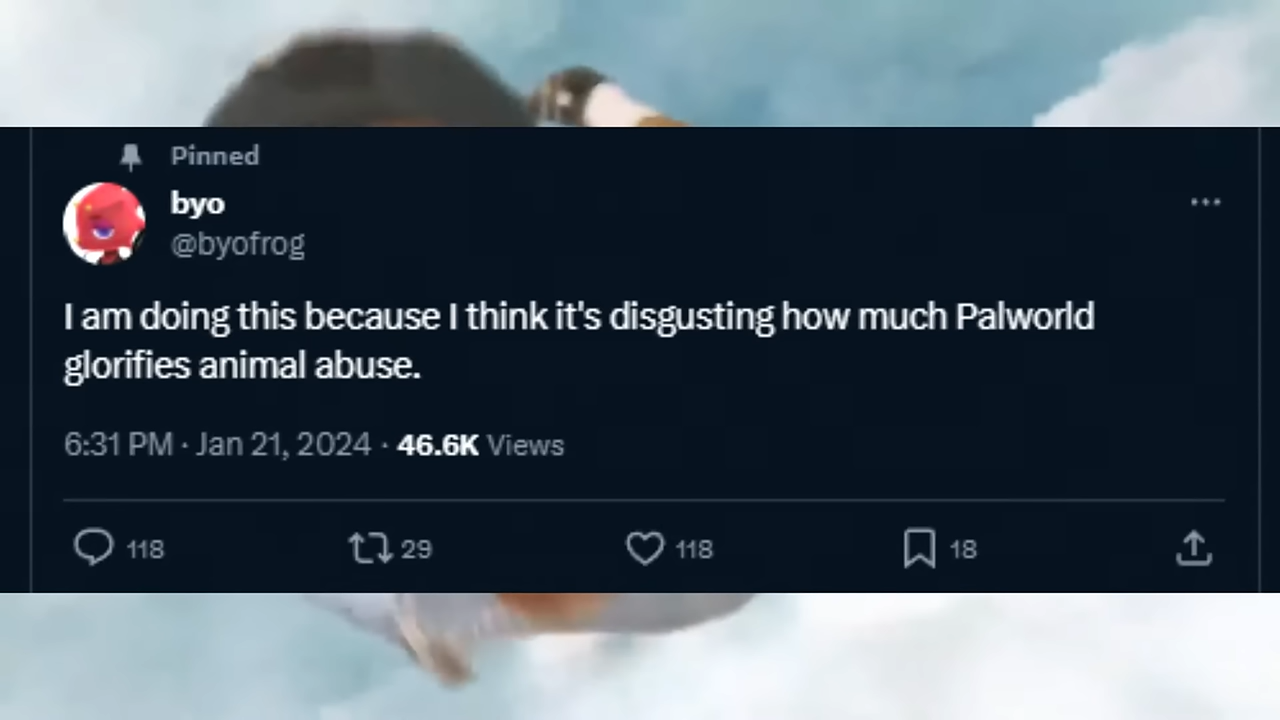 Pinned
byo
@byofrog
I am doing this because I think it's disgusting how much Palworld
glorifies animal abuse.
6:31 PM · Jan 21, 2024 · 46.6K Views
118 29 118 18